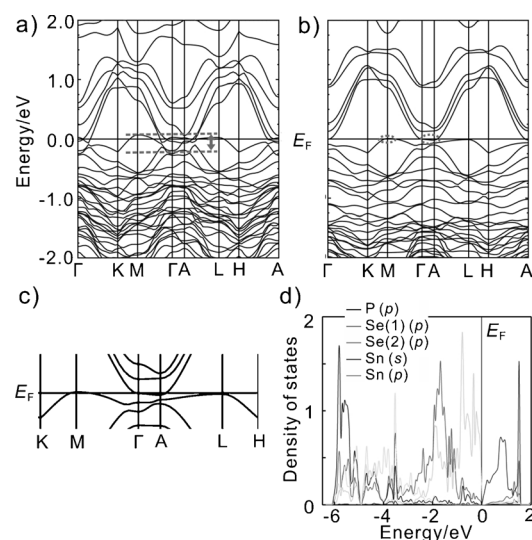 a)
2.0
1.0
0.0
-1.0
-2.0
Energy/eV
Γ K M Γ A L H A
b)
E_F
Γ K M Γ A L H A
c)
E_F
K M Γ A L H
d)
P (p)
Se(1) (p)
Se(2) (p)
Sn (s)
Sn (p)
E_F
2
1
0
Density of states
-6 -4 -2 0 2
Energy/eV